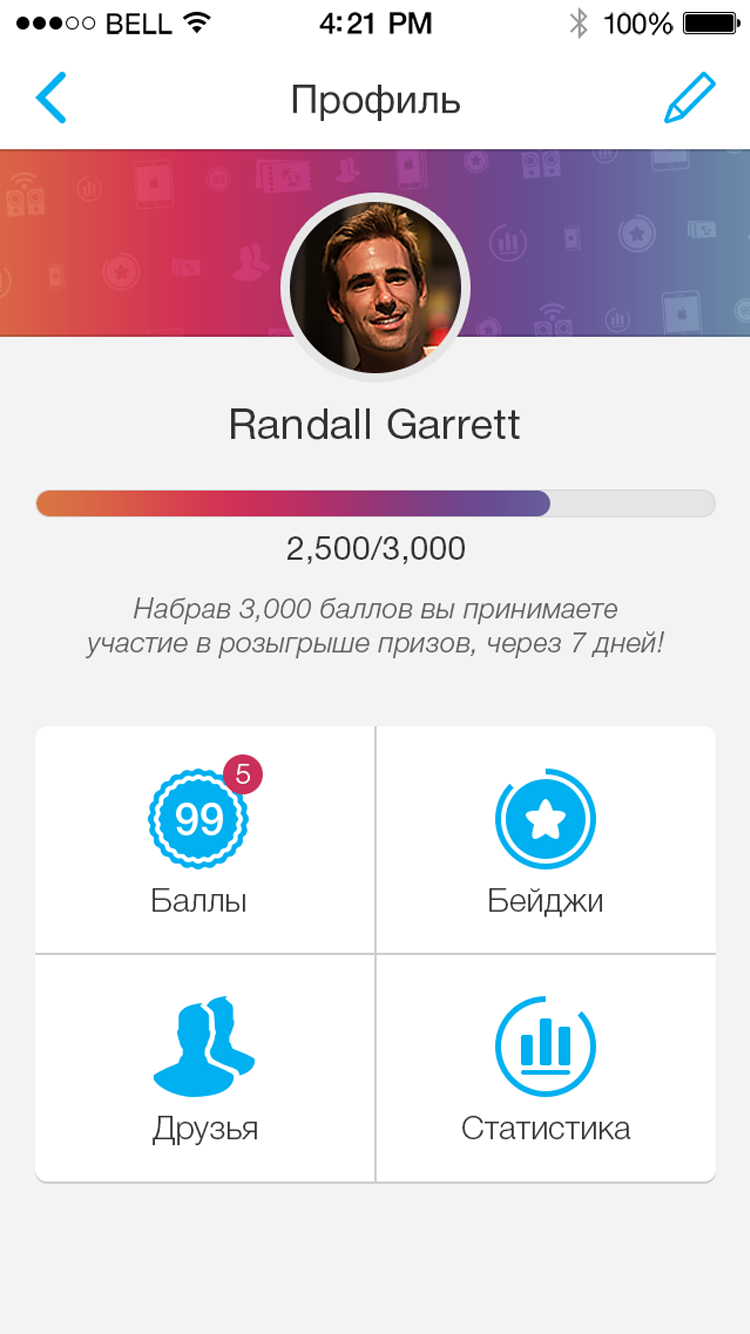 BELL 4:21 PM 100%
Профиль
Randall Garrett
2,500/3,000
Набрав 3,000 баллов вы принимаете
участие в розыгрыше призов, через 7 дней!
5
99
Баллы Бейджи
Друзья Статистика